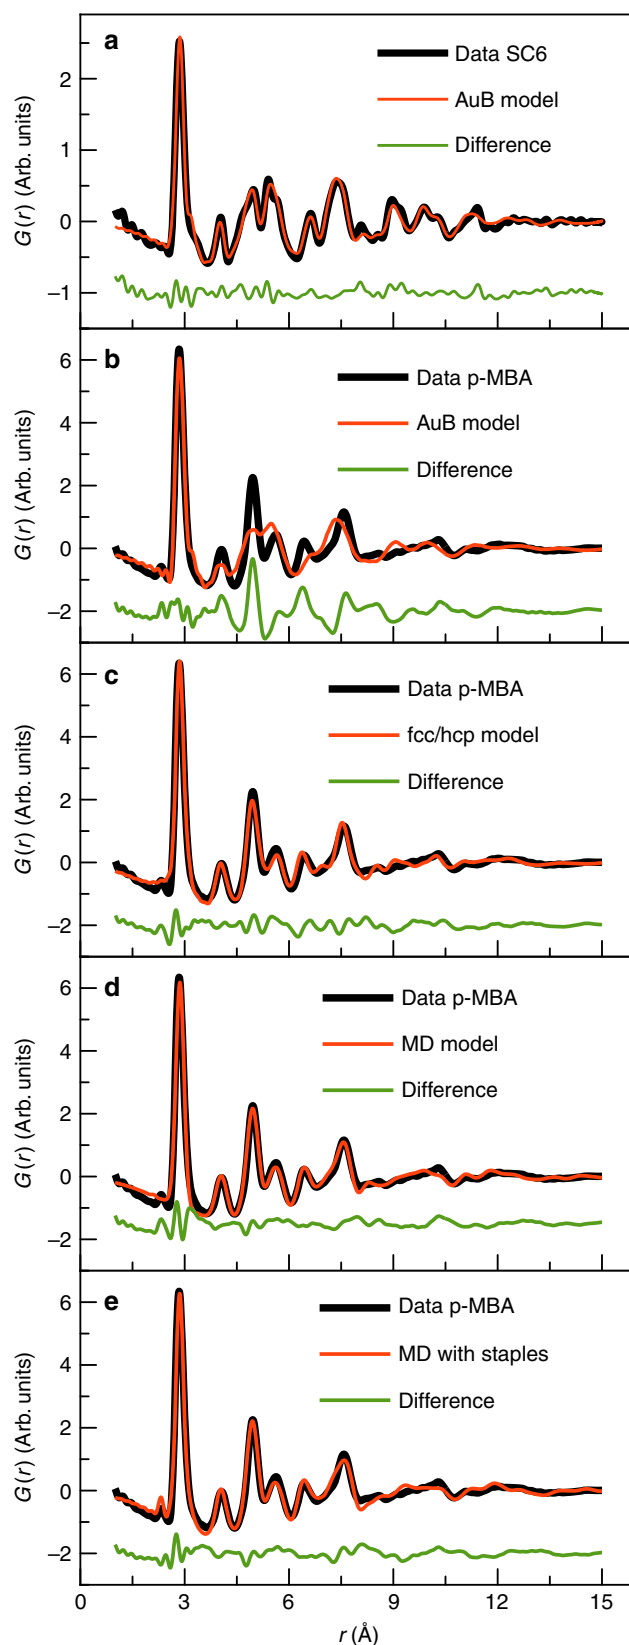 a
Data SC6
AuB model
Difference
2
1
0
−1
G(r) (Arb. units)
b
Data p-MBA
AuB model
Difference
6
4
2
0
−2
G(r) (Arb. units)
c
Data p-MBA
fcc/hcp model
Difference
6
4
2
0
−2
G(r) (Arb. units)
d
Data p-MBA
MD model
Difference
6
4
2
0
−2
G(r) (Arb. units)
e
Data p-MBA
MD with staples
Difference
6
4
2
0
−2
G(r) (Arb. units)
0 3 6 9 12 15
r (Å)